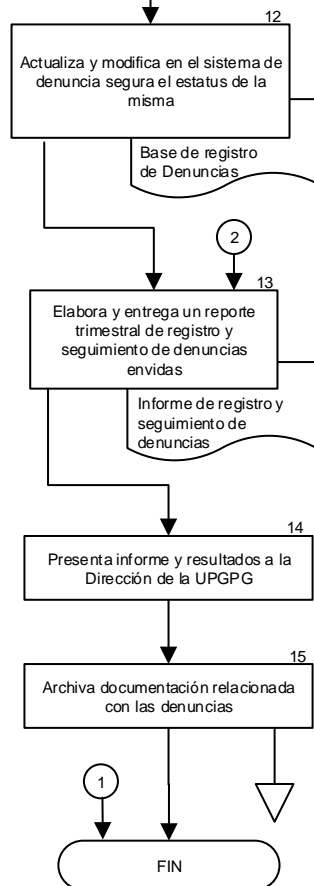 12
Actualiza y modifica en el sistema de
denuncia segura el estatus de la
misma
Base de registro
de Denuncias
2
13
Elabora y entrega un reporte
trimestral de registro y
seguimiento de denuncias
envidas
Informe de registro y
seguimiento de
denuncias
14
Presenta informe y resultados a la
Dirección de la UPGPG
15
Archiva documentación relacionada
con las denuncias
1
FIN